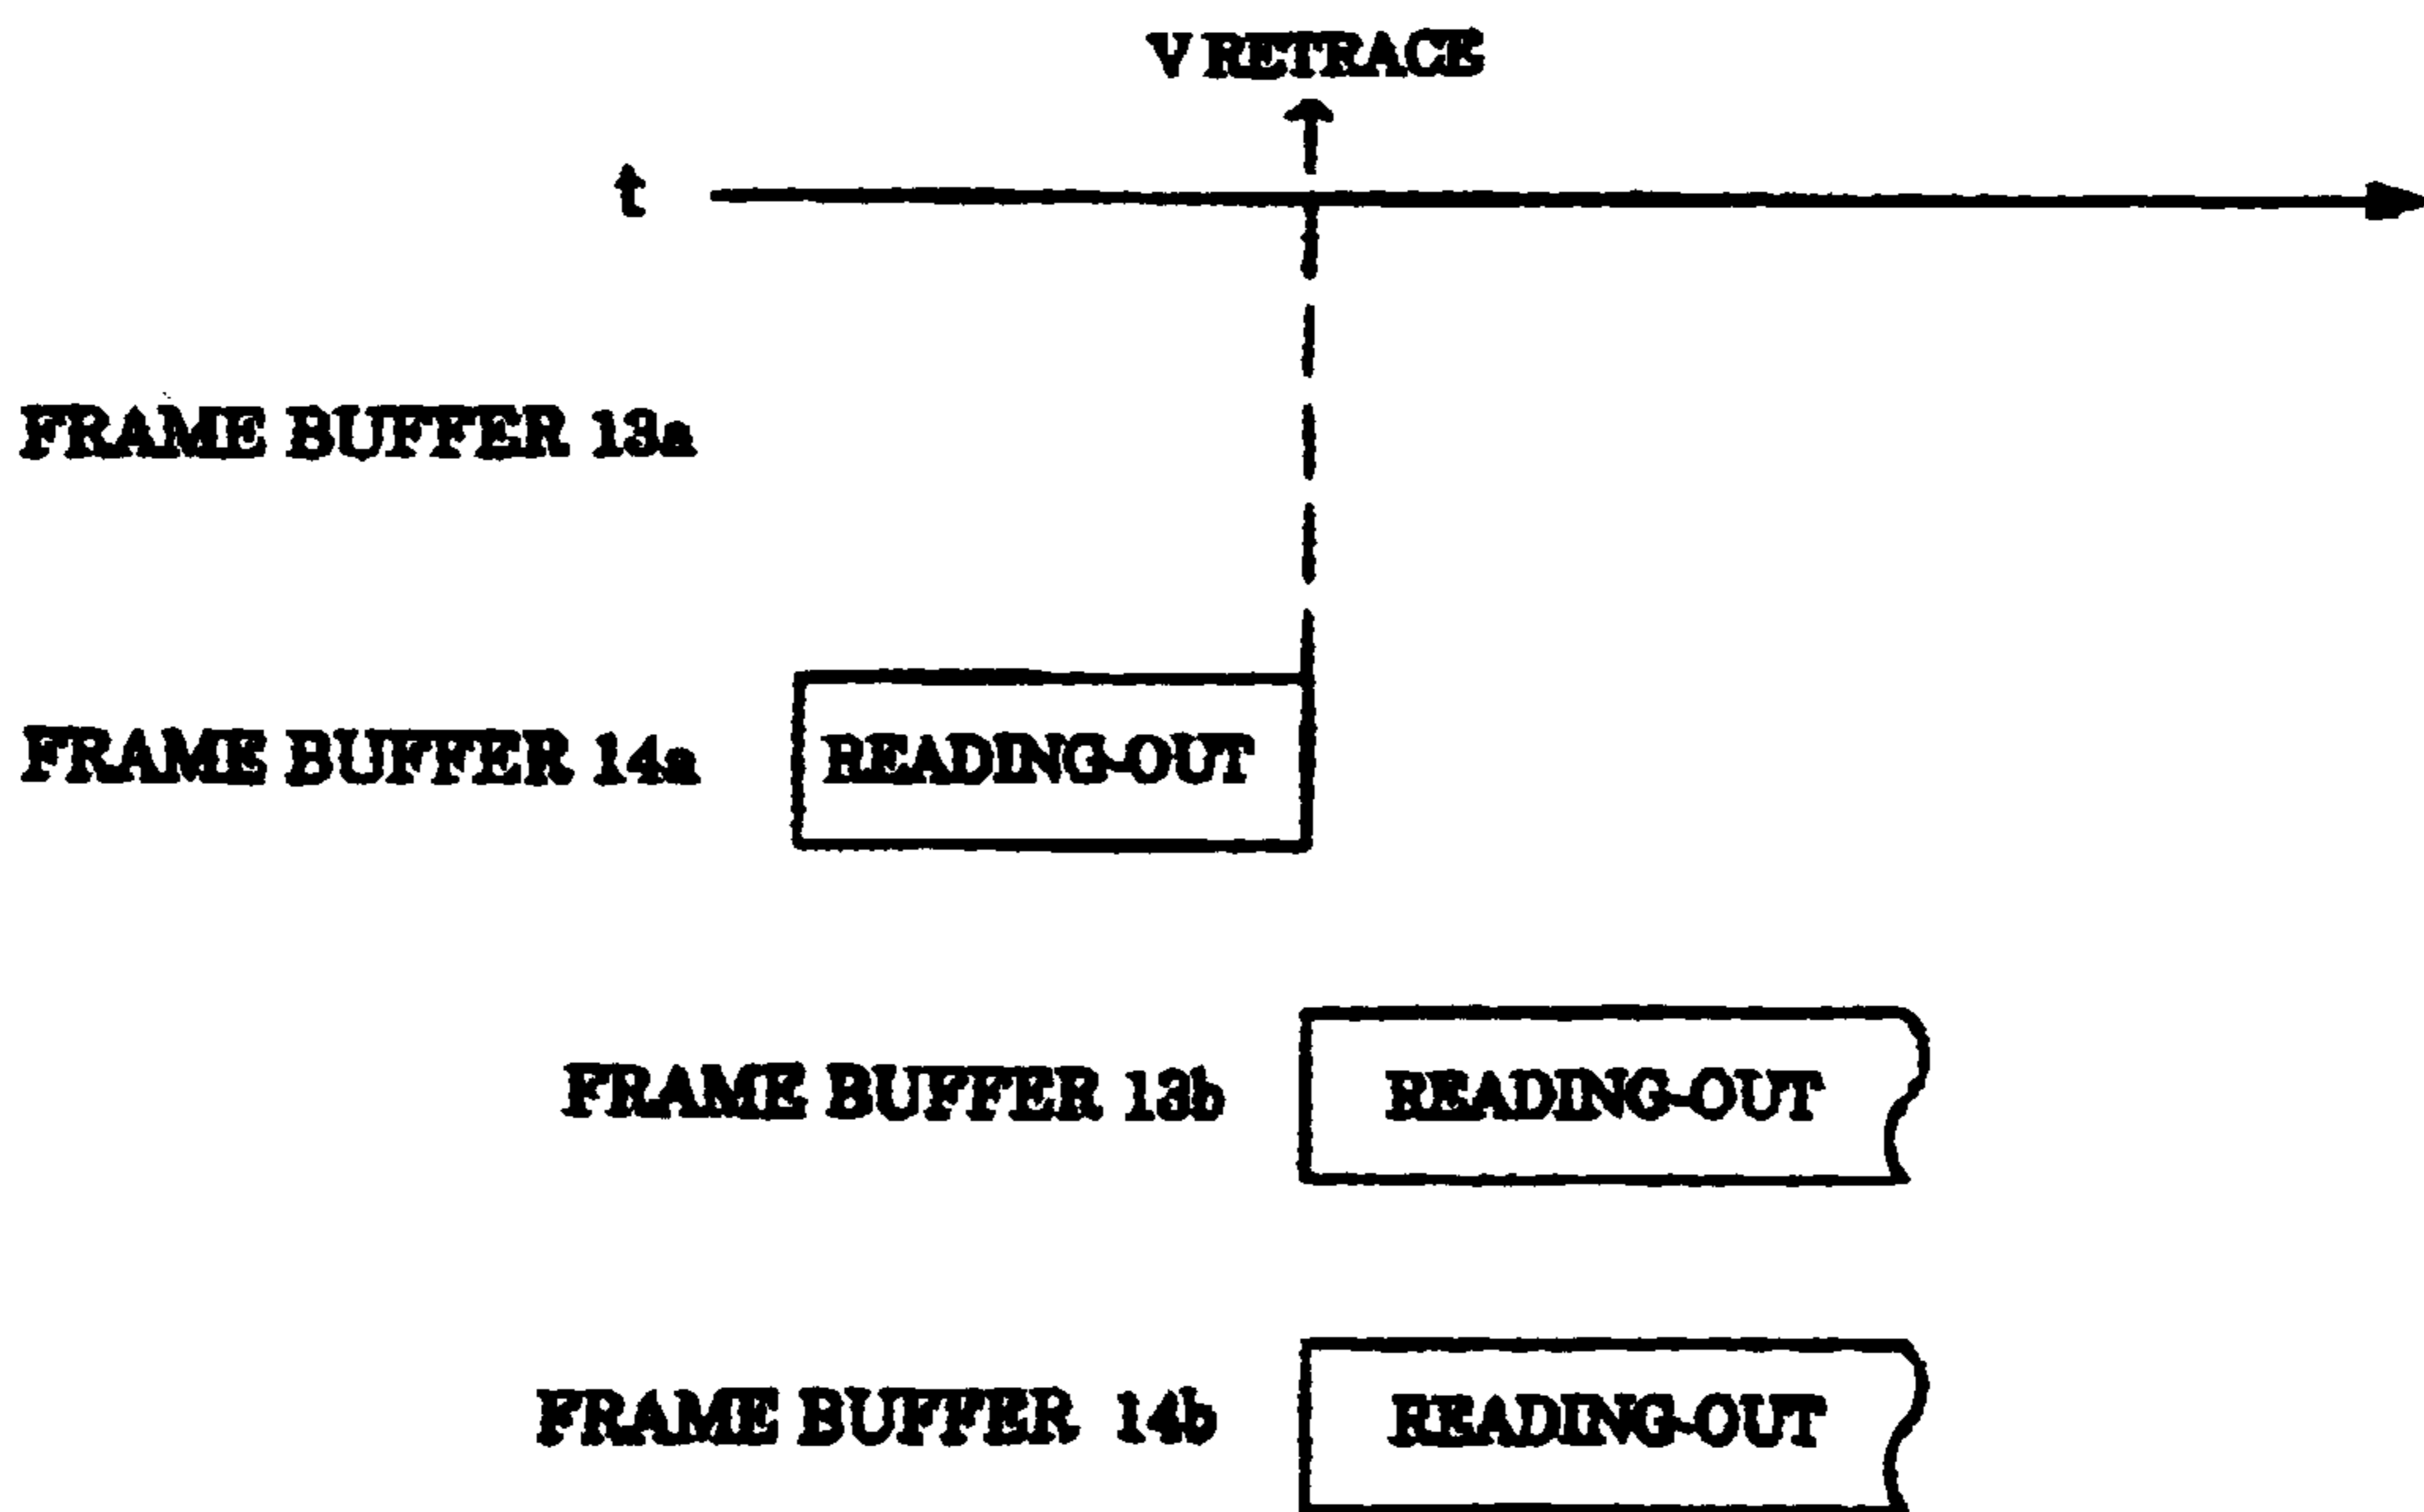 V RETRACE
t
FRAME BUFFER 13a
FRAME BUFFER 14a READING-OUT
FRAME BUFFER 13b READING-OUT
FRAME BUFFER 14b READING-OUT